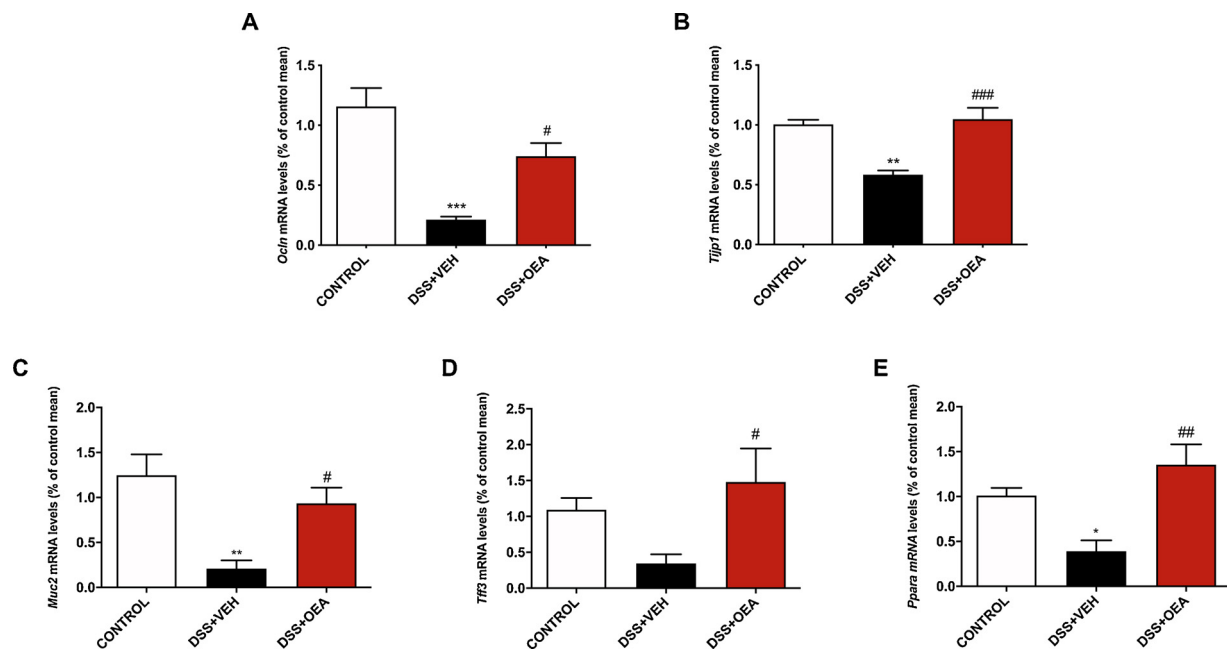 A
Ocln mRNA levels (% of control mean)
1.5
1.0
0.5
0.0
***
#
CONTROL
DSS+VEH
DSS+OEA
B
Tijp1 mRNA levels (% of control mean)
1.5
1.0
0.5
0.0
**
###
CONTROL
DSS+VEH
DSS+OEA
C
Muc2 mRNA levels (% of control mean)
2.0
1.5
1.0
0.5
0.0
**
#
CONTROL
DSS+VEH
DSS+OEA
D
Tff3 mRNA levels (% of control mean)
2.5
2.0
1.5
1.0
0.5
0.0
#
CONTROL
DSS+VEH
DSS+OEA
E
Ppara mRNA levels (% of control mean)
2.0
1.5
1.0
0.5
0.0
*
##
CONTROL
DSS+VEH
DSS+OEA